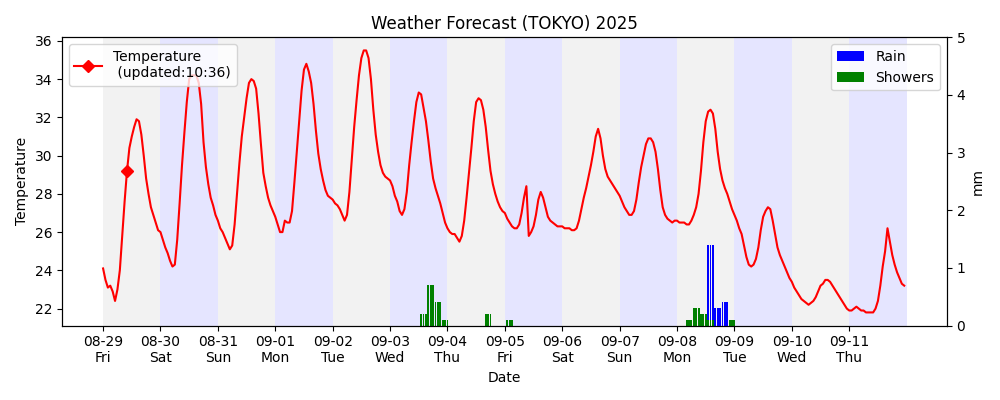 Weather Forecast (TOKYO) 2025
Temperature
(updated:10:36)
Rain
Showers
Temperature
36
34
32
30
28
26
24
22
5
4
3
2
1
0
mm
08-29 08-30 08-31 09-01 09-02 09-03 09-04 09-05 09-06 09-07 09-08 09-09 09-10 09-11
Fri Sat Sun Mon Tue Wed Thu Fri Sat Sun Mon Tue Wed Thu
Date